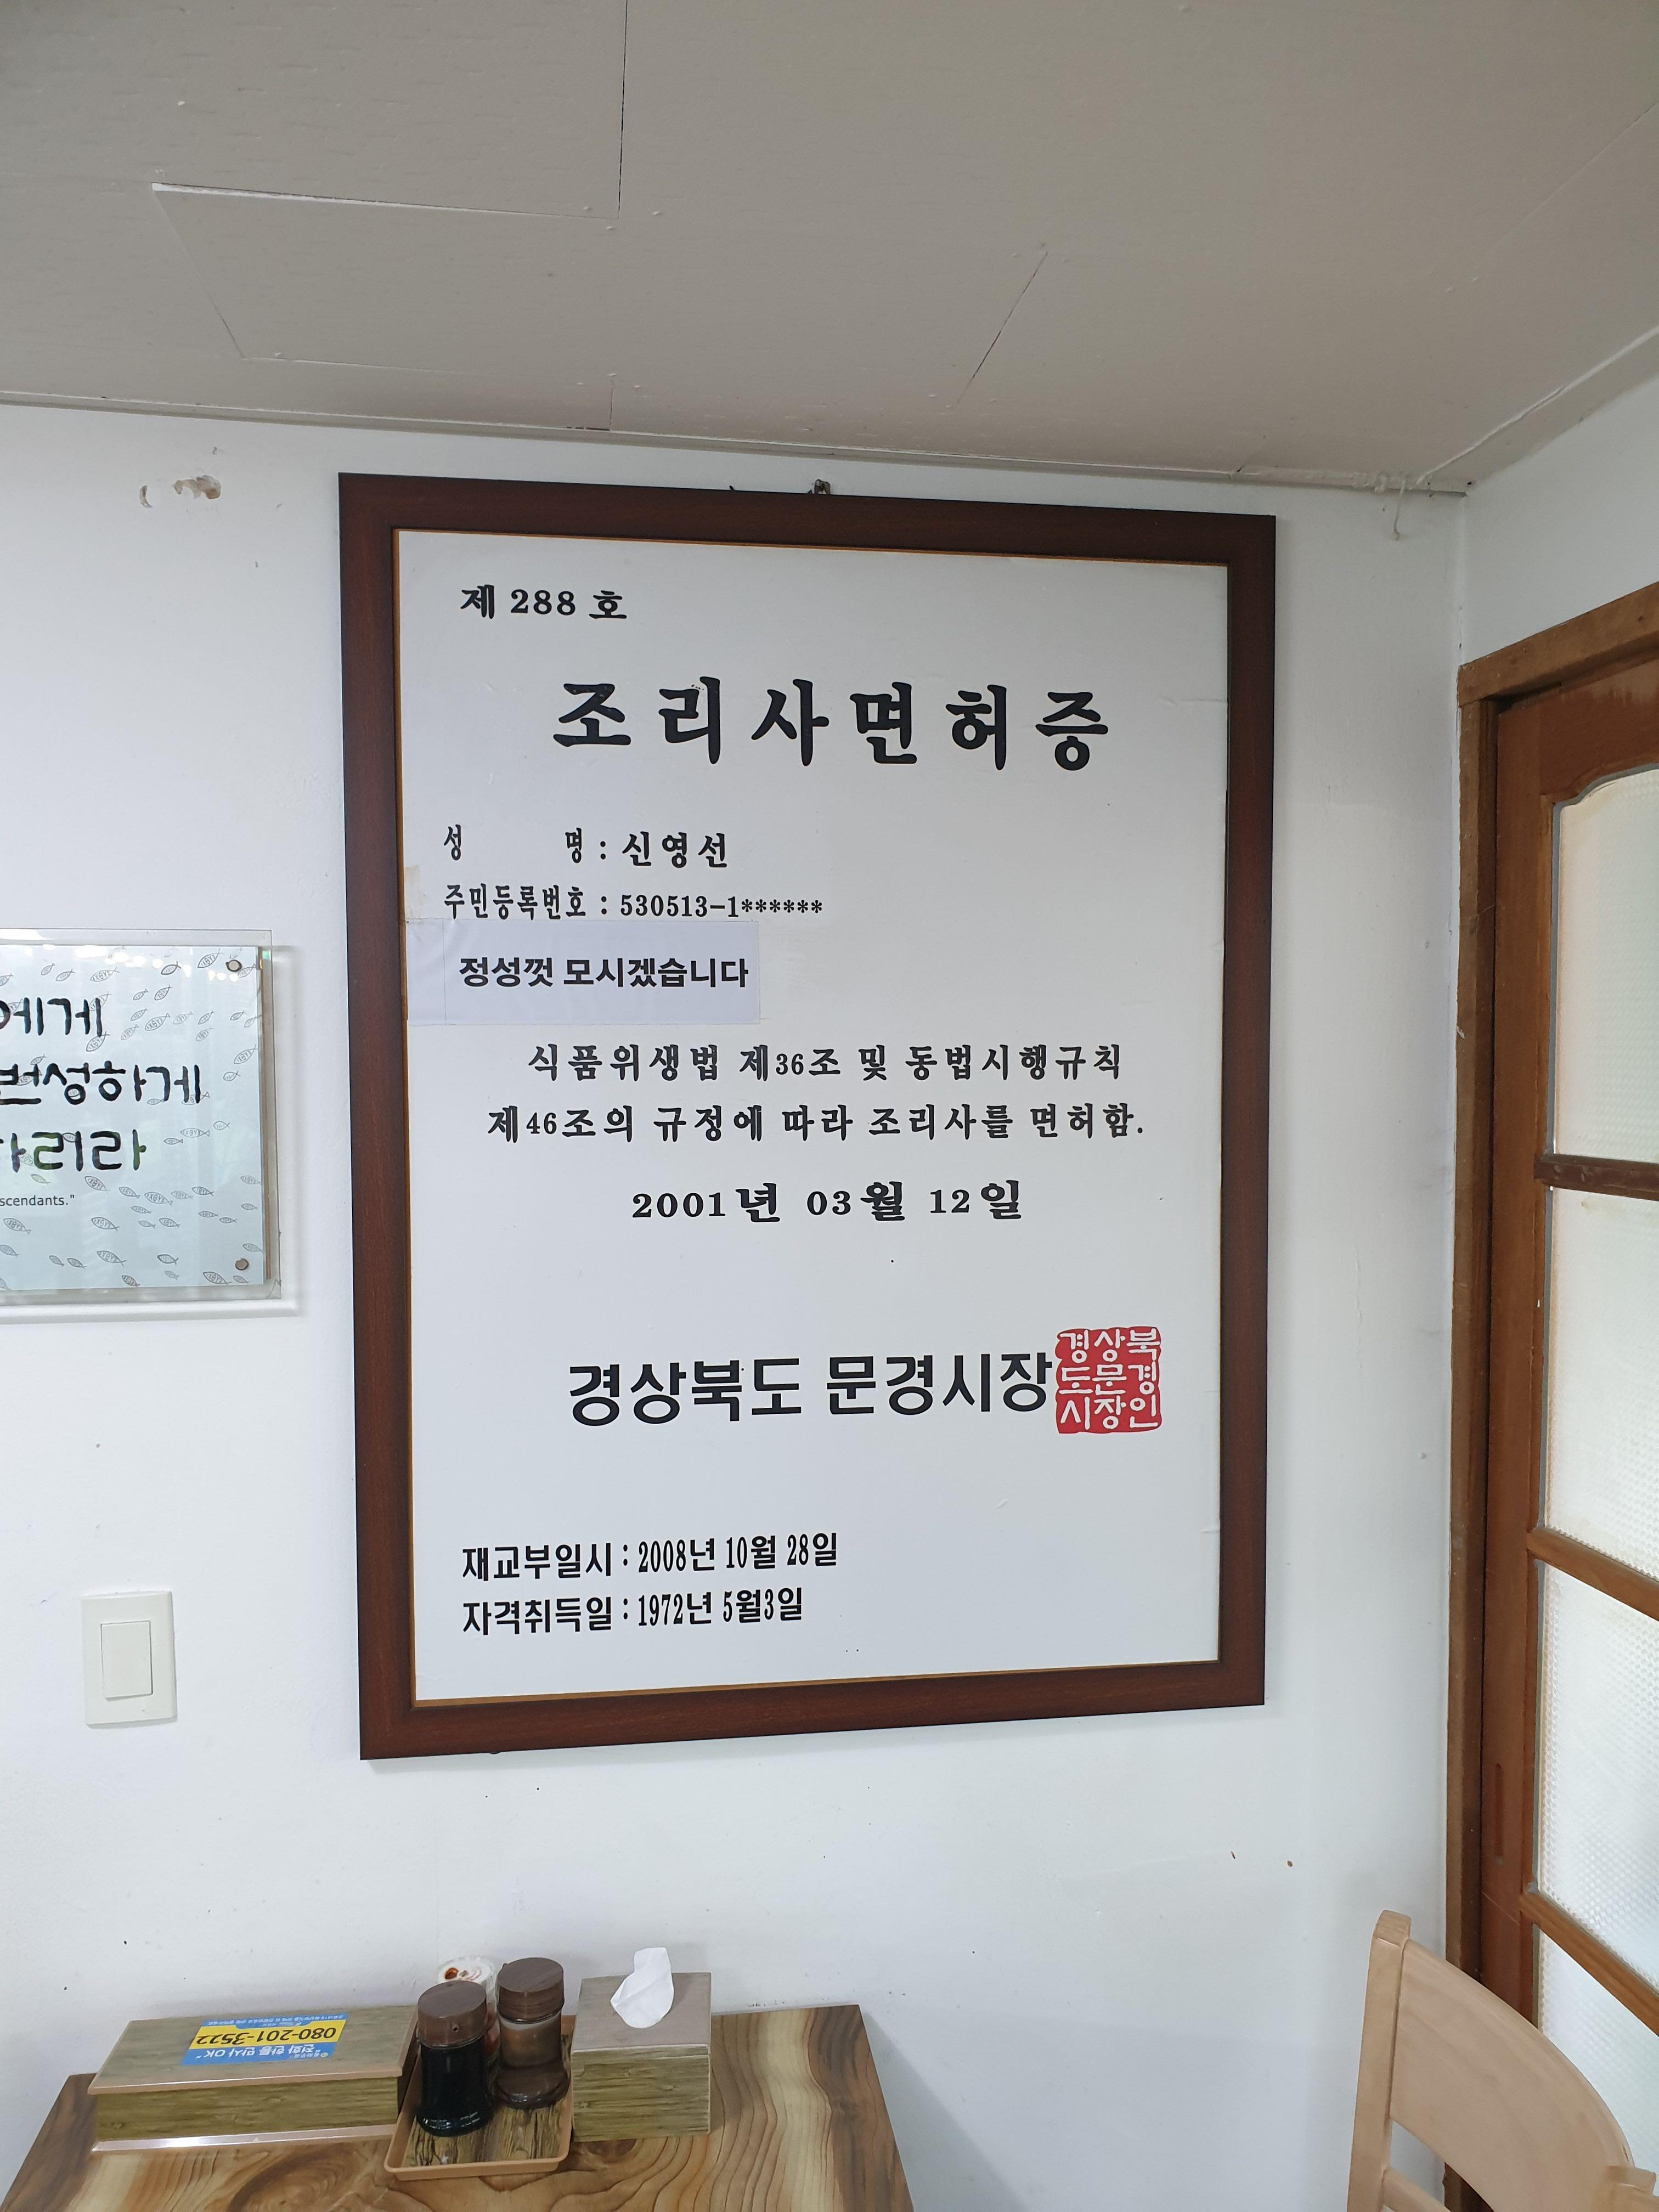 제 288 호
조리사면허증
성 명 : 신영선
주민등록번호 : 530513-1******
정성껏 모시겠습니다
식품위생법 제36조 및 동법시행규칙
제46조의 규정에 따라 조리사를 면허함.
2001년 03월 12일
경상북도 문경시장
경상북
도문경
시장인
재교부일시 : 2008년 10월 28일
자격취득일 : 1972년 5월3일
에게
번성하게
하리라
scendants."
080-201-3522
전화 한통 만사 OK